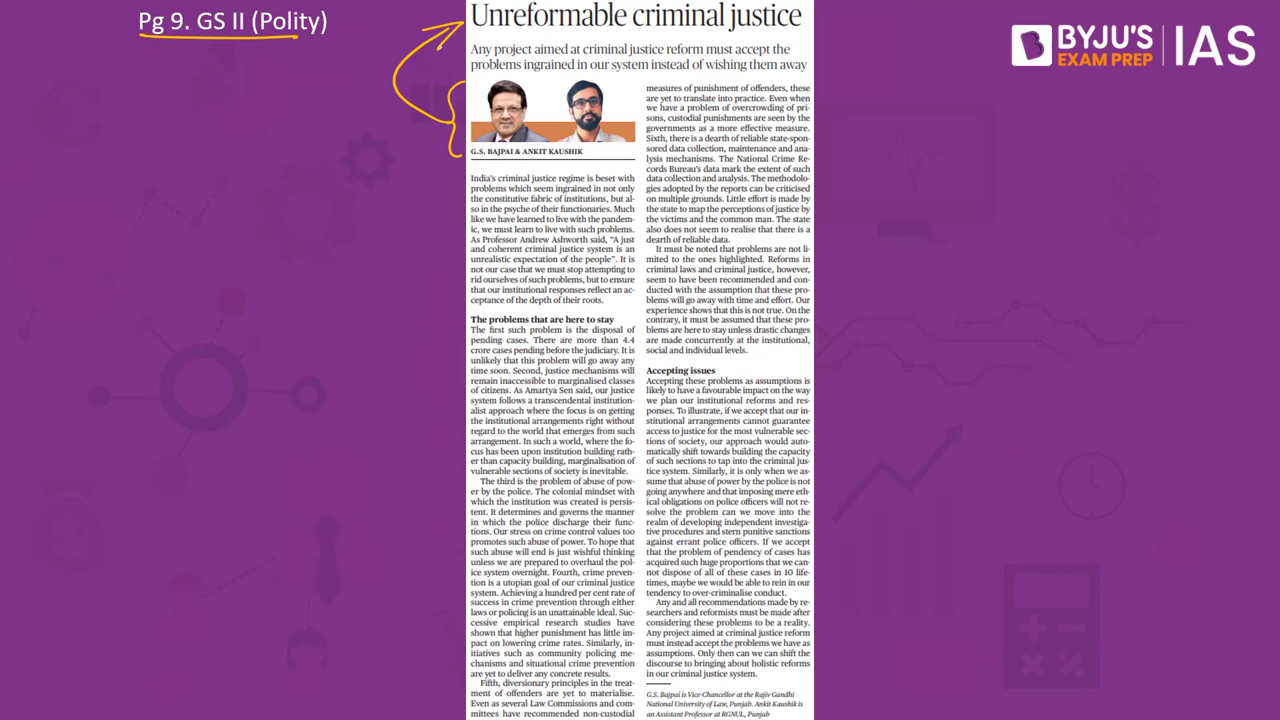 Pg 9. GS II (Polity)
Unreformable criminal justice
Any project aimed at criminal justice reform must accept the
problems ingrained in our system instead of wishing them away
G.S. BAJPAI & ANKIT KAUSHIK
India's criminal justice regime is beset with
problems which seem ingrained in not only
the constitutive fabric of institutions, but al-
so in the psyche of their functionaries. Much
like we have learned to live with the pandem-
ic, we must learn to live with such problems.
As Professor Andrew Ashworth said, "A just
and coherent criminal justice system is an
unrealistic expectation of the people". It is
not our case that we must stop attempting to
rid ourselves of such problems, but to ensure
that our institutional responses reflect an ac-
ceptance of the depth of their roots.
The problems that are here to stay
The first such problem is the disposal of
pending cases. There are more than 4.4
crore cases pending before the judiciary. It is
unlikely that this problem will go away any
time soon. Second, justice mechanisms will
remain inaccessible to marginalised classes
of citizens. As Amartya Sen said, our justice
system follows a transcendental institution-
alist approach where the focus is on getting
the institutional arrangements right without
regard to the world that emerges from such
arrangement. In such a world, where the fo-
cus has been upon institution building rath-
er than capacity building, marginalisation of
vulnerable sections of society is inevitable.
The third is the problem of abuse of pow-
er by the police. The colonial mindset with
which the institution was created is persis-
tent. It determines and governs the manner
in which the police discharge their func-
tions. Our stress on crime control values too
promotes such abuse of power. To hope that
such abuse will end is just wishful thinking
unless we are prepared to overhaul the pol-
ice system overnight. Fourth, crime preven-
tion is a utopian goal of our criminal justice
system. Achieving a hundred per cent rate of
success in crime prevention through either
laws or policing is an unattainable ideal. Suc-
cessive empirical research studies have
shown that higher punishment has little im-
pact on lowering crime rates. Similarly, in-
itiatives such as community policing me-
chanisms and situational crime prevention
are yet to deliver any concrete results.
Fifth, diversionary principles in the treat-
ment of offenders are yet to materialise.
Even as several Law Commissions and com-
mittees have recommended non-custodial
measures of punishment of offenders, these
are yet to translate into practice. Even when
we have a problem of overcrowding of pri-
sons, custodial punishments are seen by the
governments as a more effective measure.
Sixth, there is a dearth of reliable state-spon-
sored data collection, maintenance and ana-
lysis mechanisms. The National Crime Re-
cords Bureau's data mark the extent of such
data collection and analysis. The methodolo-
gies adopted by the reports can be criticised
on multiple grounds. Little effort is made by
the state to map the perceptions of justice by
the victims and the common man. The state
also does not seem to realise that there is a
dearth of reliable data.
It must be noted that problems are not li-
mited to the ones highlighted. Reforms in
criminal laws and criminal justice, however,
seem to have been recommended and con-
ducted with the assumption that these pro-
blems will go away with time and effort. Our
experience shows that this is not true. On the
contrary, it must be assumed that these pro-
blems are here to stay unless drastic changes
are made concurrently at the institutional,
social and individual levels.
Accepting issues
Accepting these problems as assumptions is
likely to have a favourable impact on the way
we plan our institutional reforms and res-
ponses. To illustrate, if we accept that our in-
stitutional arrangements cannot guarantee
access to justice for the most vulnerable sec-
tions of society, our approach would auto-
matically shift towards building the capacity
of such sections to tap into the criminal jus-
tice system. Similarly, it is only when we as-
sume that abuse of power by the police is not
going anywhere and that imposing mere eth-
ical obligations on police officers will not re-
solve the problem can we move into the
realm of developing independent investiga-
tive procedures and stern punitive sanctions
against errant police officers. If we accept
that the problem of pendency of cases has
acquired such huge proportions that we can-
not dispose of all of these cases in 10 life-
times, maybe we would be able to rein in our
tendency to over-criminalise conduct.
Any and all recommendations made by re-
searchers and reformists must be made after
considering these problems to be a reality.
Any project aimed at criminal justice reform
must instead accept the problems we have as
assumptions. Only then can we can shift the
discourse to bringing about holistic reforms
in our criminal justice system.
G.S. Bajpai is Vice-Chancellor at the Rajiv Gandhi
National University of Law, Punjab. Ankit Kaushik is
an Assistant Professor at RGNUL, Punjab
BYJU'S
EXAM PREP
IAS